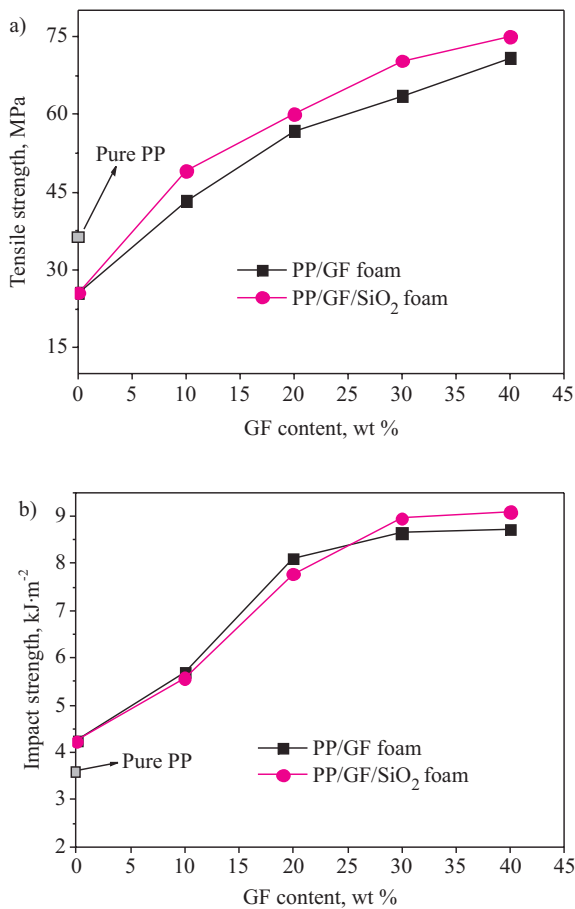 a)
75
60
45
30
15
Tensile strength, MPa
Pure PP
PP/GF foam
PP/GF/SiO₂ foam
0 5 10 15 20 25 30 35 40 45
GF content, wt %
b)
9
8
7
6
5
4
3
2
Impact strength, kJ·m⁻²
Pure PP
PP/GF foam
PP/GF/SiO₂ foam
0 5 10 15 20 25 30 35 40 45
GF content, wt %